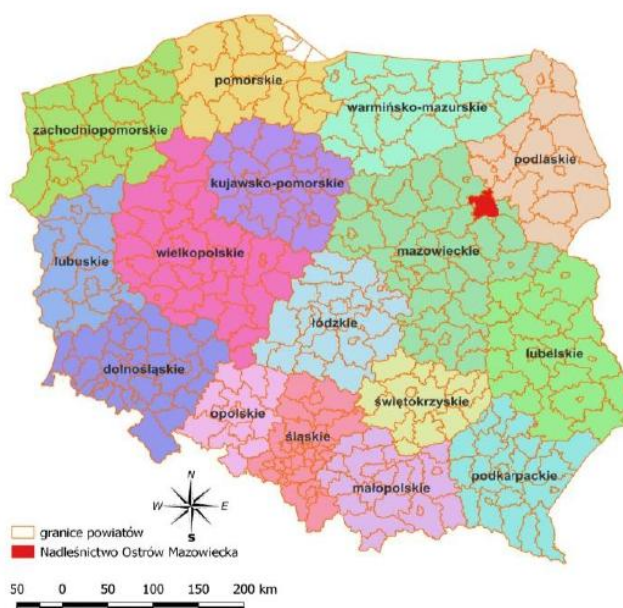 pomorskie
warmińsko-mazurskie
zachodniopomorskie
podlaskie
kujawsko-pomorskie
wielkopolskie
mazowieckie
lubuskie
łódzkie
lubelskie
dolnośląskie
świętokrzyskie
opolskie
śląskie
podkarpackie
małopolskie
N
W E
S
granice powiatów
Nadleśnictwo Ostrów Mazowiecka
50 0 50 100 150 200 km